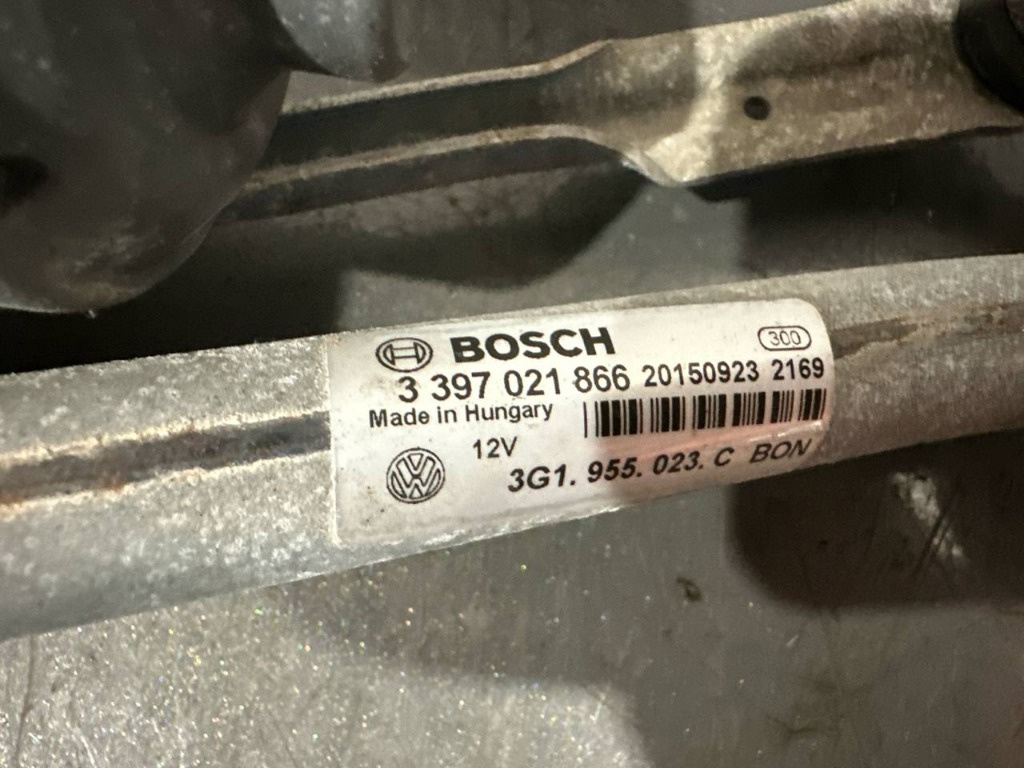 BOSCH 300
3 397 021 866 20150923 2169
Made in Hungary
12V
3G1. 955. 023. C BON